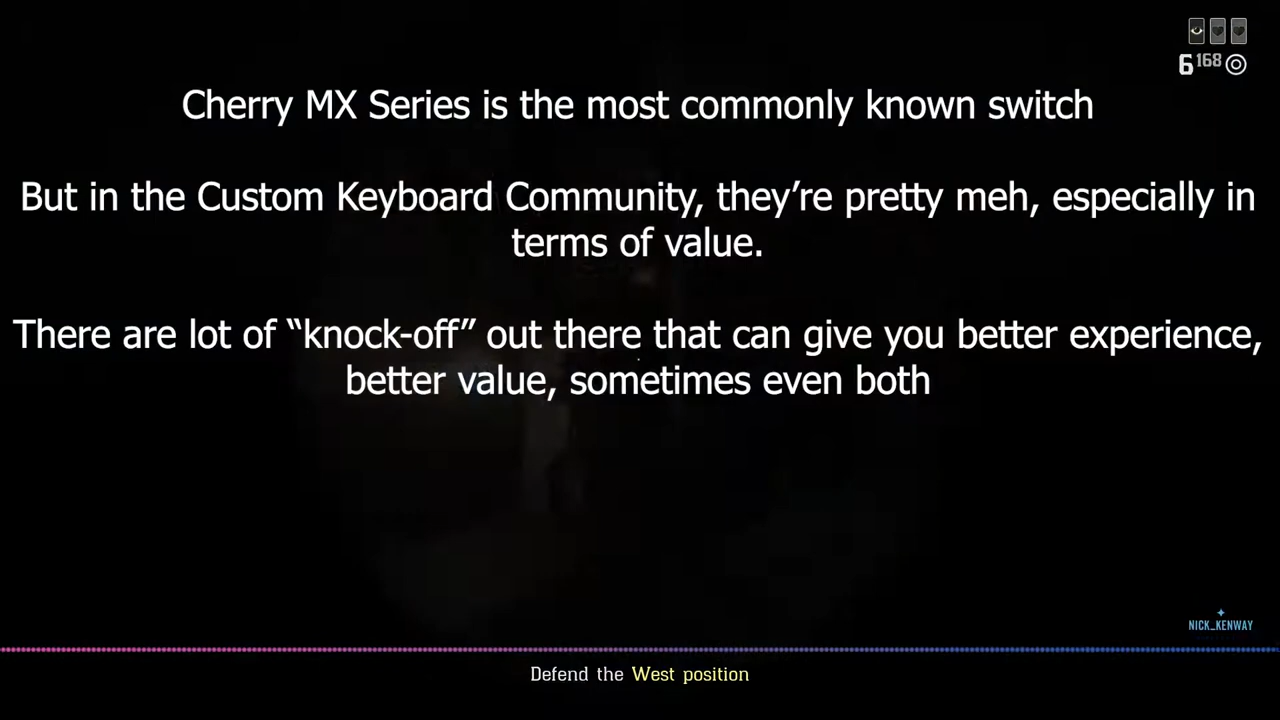 6 168
Cherry MX Series is the most commonly known switch
But in the Custom Keyboard Community, they’re pretty meh, especially in
terms of value.
There are lot of “knock-off” out there that can give you better experience,
better value, sometimes even both
NICK_KENWAY
Defend the West position